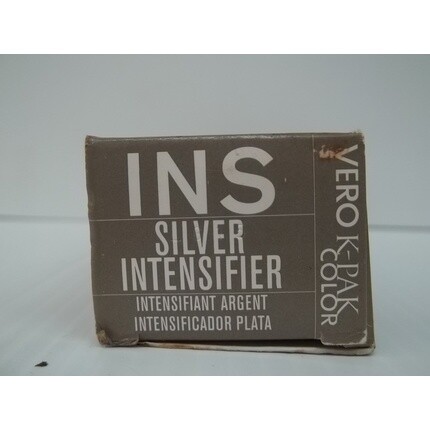 INS
SILVER
INTENSIFIER
INTENSIFIANT ARGENT
INTENSIFICADOR PLATA
VERO K-PAK
COLOR